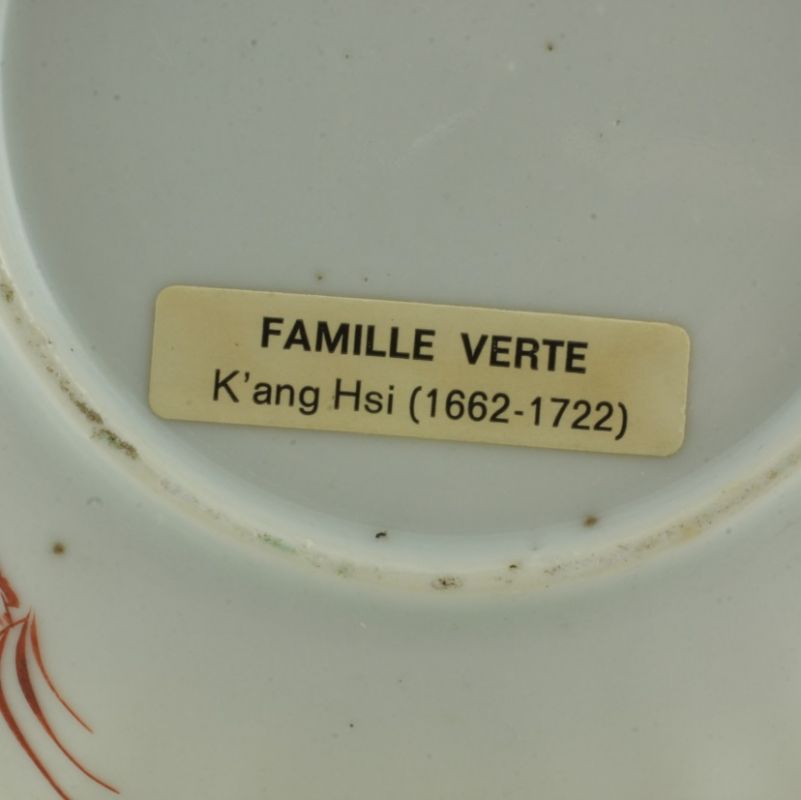 FAMILLE VERTE
K'ang Hsi (1662-1722)